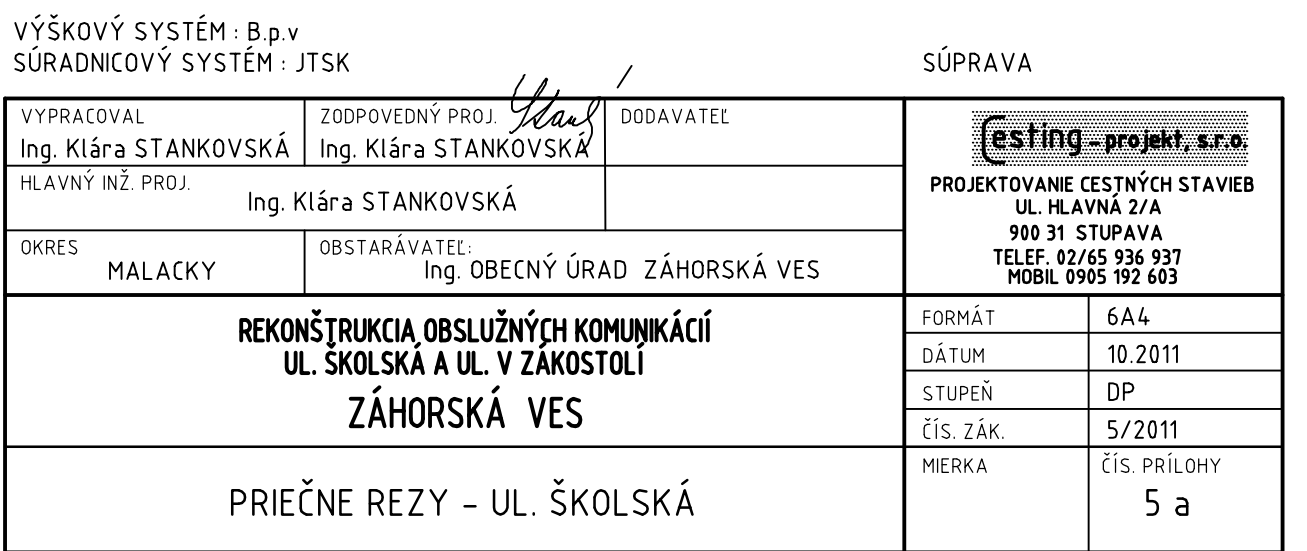 VÝŠKOVÝ SYSTÉM : B.p.v
SÚRADNICOVÝ SYSTÉM : JTSK
SÚPRAVA
VYPRACOVAL
Ing. Klára STANKOVSKÁ
ZODPOVEDNÝ PROJ.
Ing. Klára STANKOVSKÁ
DODAVATEĽ
HLAVNÝ INŽ. PROJ.
Ing. Klára STANKOVSKÁ
OKRES
MALACKY
OBSTARÁVATEĽ:
Ing. OBECNÝ ÚRAD ZÁHORSKÁ VES
Cesting - projekt, s.r.o.
PROJEKTOVANIE CESTNÝCH STAVIEB
UL. HLAVNÁ 2/A
900 31 STUPAVA
TELEF. 02/65 936 937
MOBIL 0905 192 603
REKONŠTRUKCIA OBSLUŽNÝCH KOMUNIKÁCIÍ
UL. ŠKOLSKÁ A UL. V ZÁKOSTOLÍ
ZÁHORSKÁ VES
PRIEČNE REZY - UL. ŠKOLSKÁ
FORMÁT 6A4
DÁTUM 10.2011
STUPEŇ DP
ČÍS. ZÁK. 5/2011
MIERKA
ČÍS. PRÍLOHY
5 a